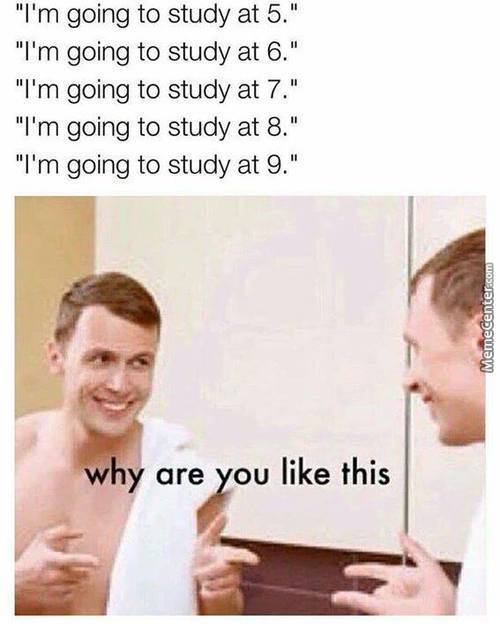 "I'm going to study at 5."
"I'm going to study at 6."
"I'm going to study at 7."
"I'm going to study at 8."
"I'm going to study at 9."
MemeCenter.com
why are you like this